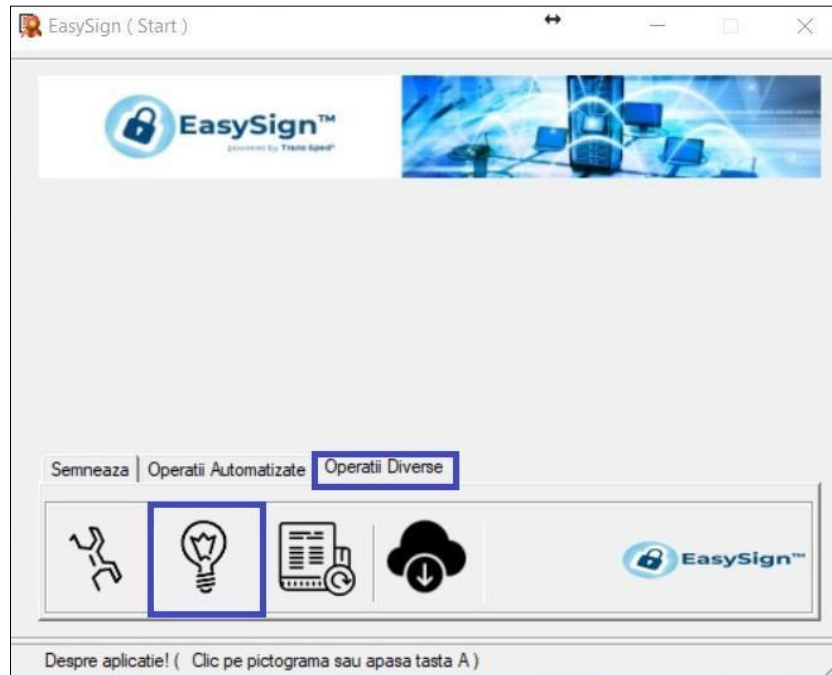 EasySign ( Start )
EasySign™
powered by Trans Sped®
Semneaza
Operatii Automatizate
Operatii Diverse
EasySign™
Despre aplicatie! ( Clic pe pictograma sau apasa tasta A )